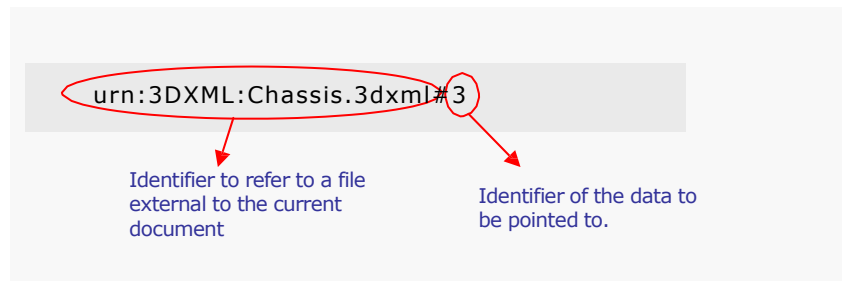 urn:3DXML:Chassis.3dxml#3
Identifier to refer to a file
external to the current
document
Identifier of the data to
be pointed to.